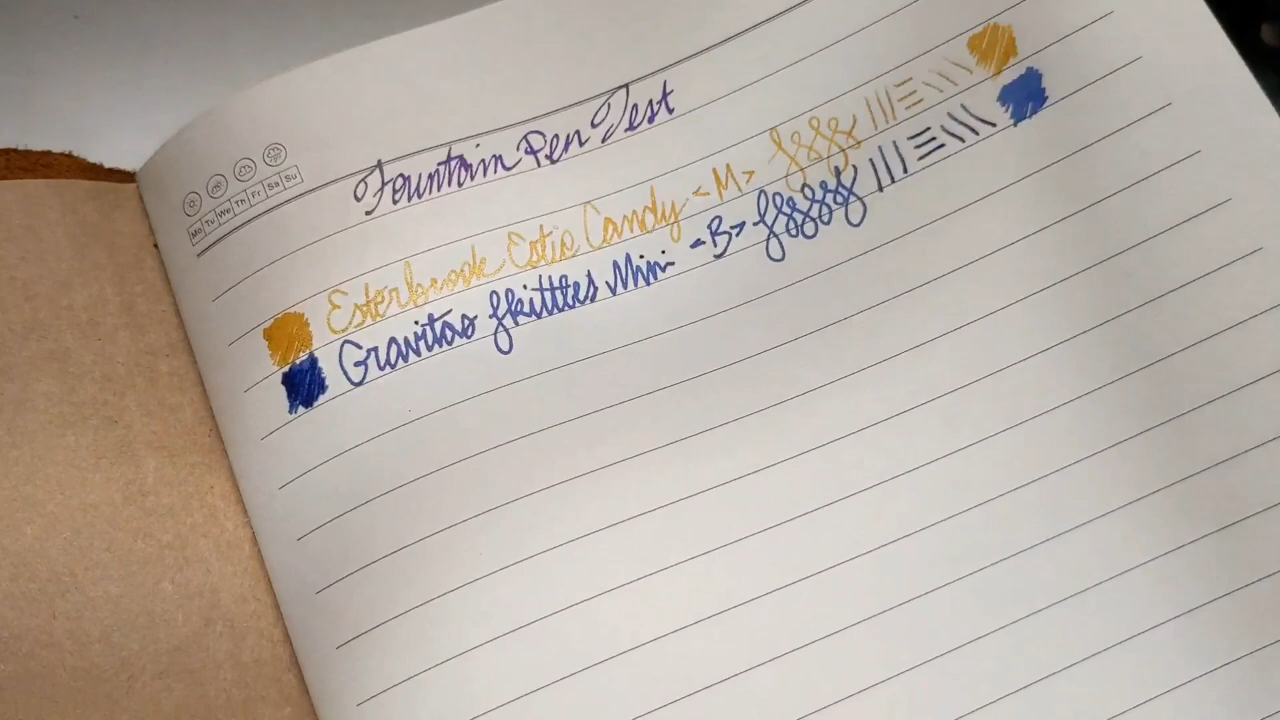 Mo Tu We Th Fr Sa Su
Fountain Pen Test
Esterbrook Estie Candy <M>
Gravitas Skittles Mini <B>